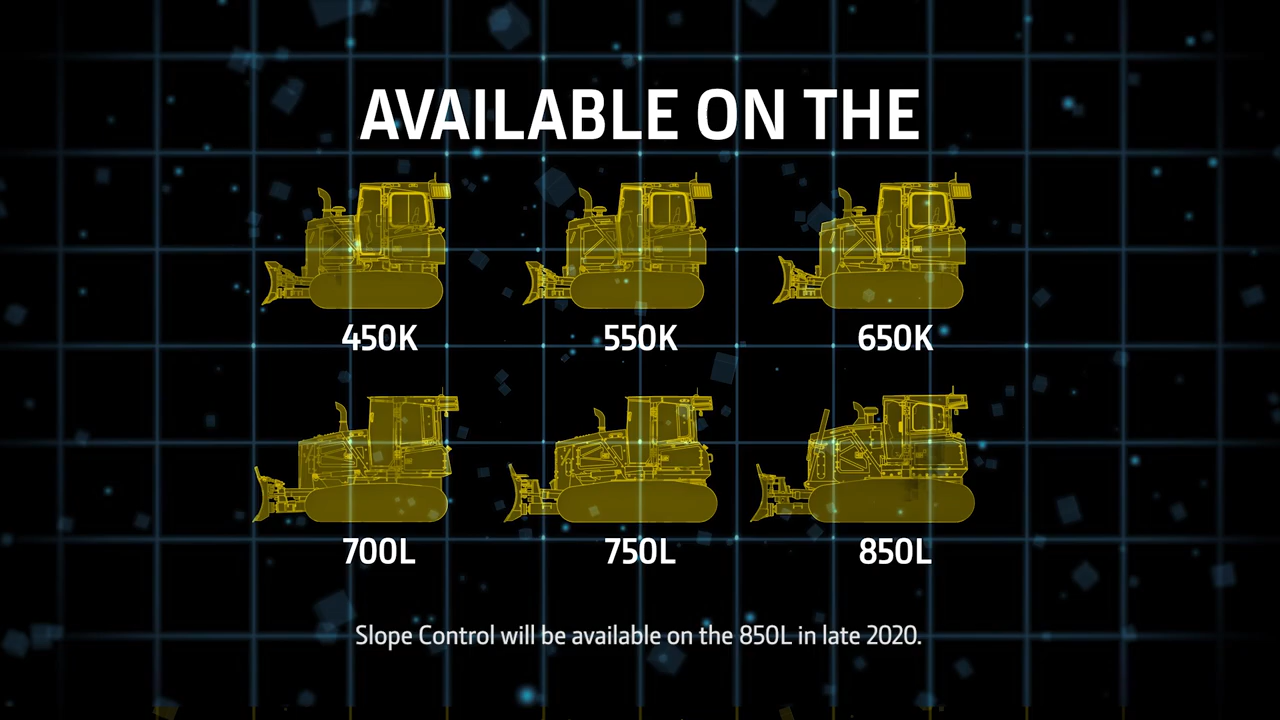 AVAILABLE ON THE
450K 550K 650K
700L 750L 850L
Slope Control will be available on the 850L in late 2020.